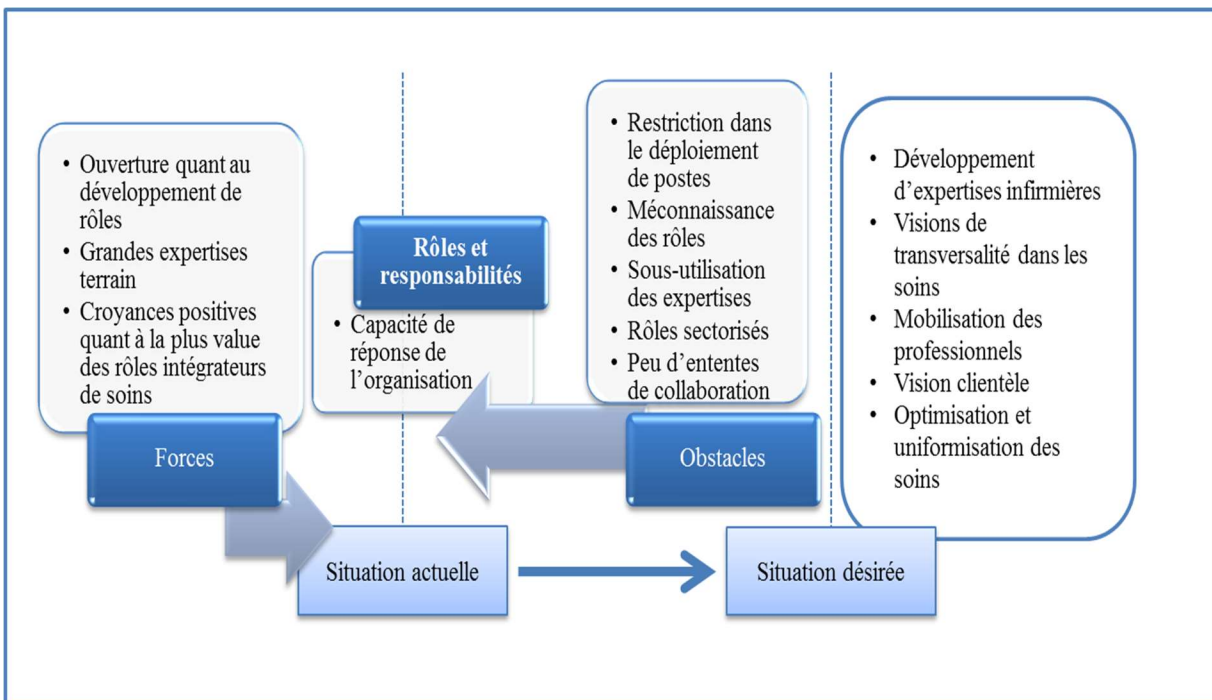 • Ouverture quant au
développement de
rôles
• Grandes expertises
terrain
• Croyances positives
quant à la plus value
des rôles intégrateurs
de soins
Forces
Rôles et
responsabilités
• Capacité de
réponse de
l'organisation
• Restriction dans
le déploiement
de postes
• Méconnaissance
des rôles
• Sous-utilisation
des expertises
• Rôles sectorisés
• Peu d'ententes
de collaboration
Obstacles
• Développement
d'expertises infirmières
• Visions de
transversalité dans les
soins
• Mobilisation des
professionnels
• Vision clientèle
• Optimisation et
uniformisation des
soins
Situation actuelle
Situation désirée